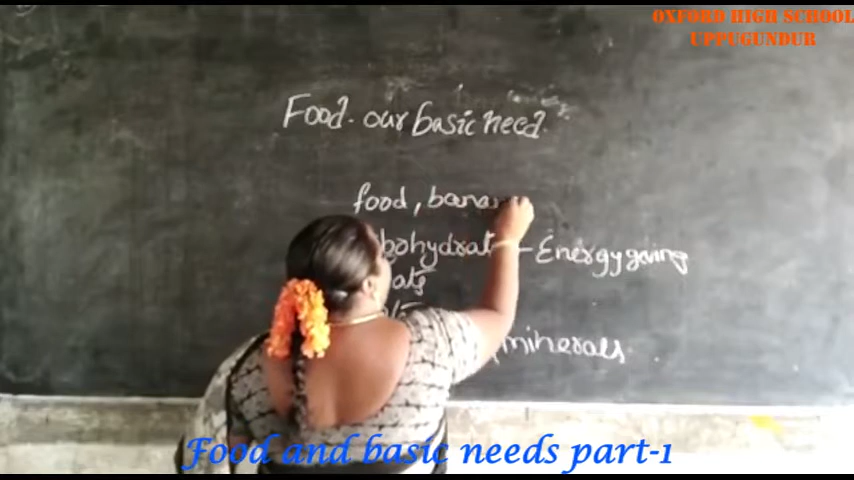 OXFORD HIGH SCHOOL
UPPUGUNDUR
Food. our basic need.
food, bana
bohydrat - Energy gaving
ats
minerals
Food and basic needs part-1